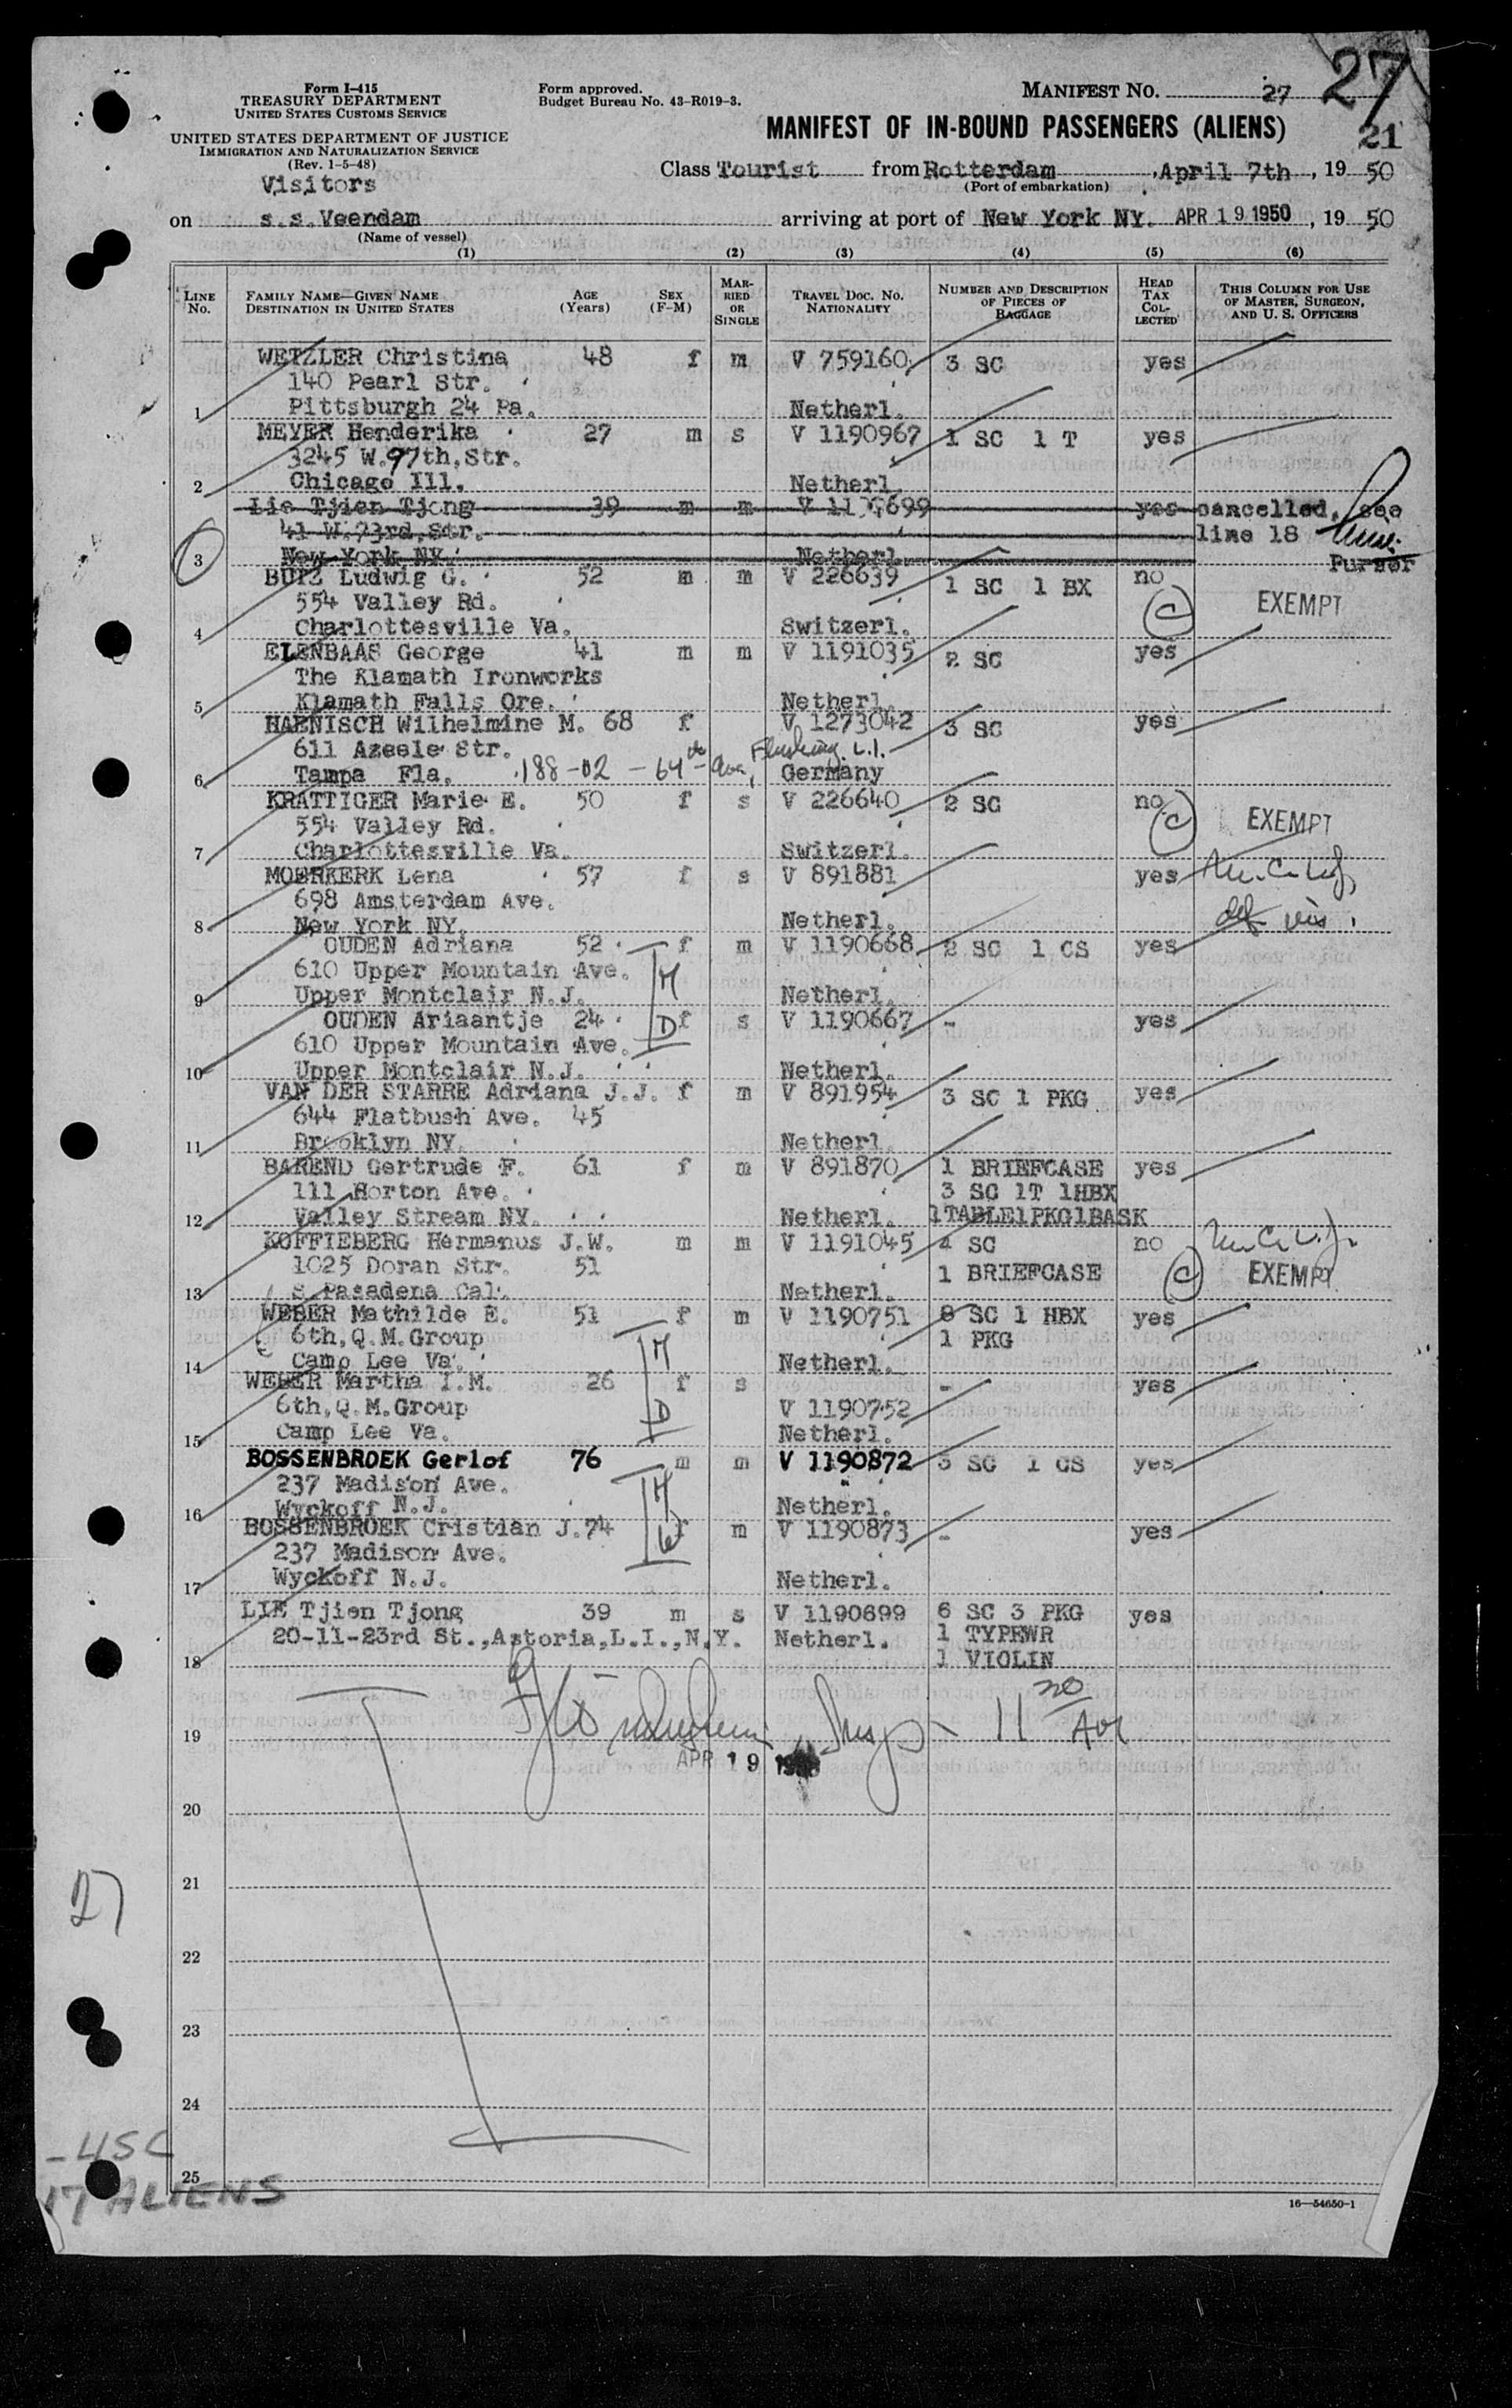 Form I-415
TREASURY DEPARTMENT
UNITED STATES CUSTOMS SERVICE
UNITED STATES DEPARTMENT OF JUSTICE
IMMIGRATION AND NATURALIZATION SERVICE
(Rev. 1-5-48)
Visitors
Form approved.
Budget Bureau No. 43-R019-3.
MANIFEST NO. 27
27
MANIFEST OF IN-BOUND PASSENGERS (ALIENS)
21
Class Tourist from Rotterdam, April 7th, 19 50
(Port of embarkation)
on s.s. Veendam arriving at port of New York NY. APR 19 1950, 19 50
(Name of vessel)
(1) (2) (3) (4) (5) (6)
LINE No. FAMILY NAME—GIVEN NAME DESTINATION IN UNITED STATES AGE (Years) SEX (F-M) MARRIED OR SINGLE TRAVEL DOC. NO. NATIONALITY NUMBER AND DESCRIPTION OF PIECES OF BAGGAGE HEAD TAX COLLECTED THIS COLUMN FOR USE OF MASTER, SURGEON, AND U. S. OFFICERS
WETZLER Christina 48 f m V 759160 3 SC yes
140 Pearl Str.
1 Pittsburgh 24 Pa. Netherl.
MEYER Henderika 27 m s V 1190967 1 SC 1 T yes
3245 W.97th,Str.
2 Chicago Ill. Netherl.
Lie Tjien Tjong 39 m m V 1190699 yes cancelled, see
41 W.73rd,Str. line 18
3 New York NY. Netherl. Purser
BUTZ Ludwig G. 52 m m V 226639 1 SC 1 BX no
554 Valley Rd. (C) EXEMPT
4 Charlottesville Va. Switzerl.
ELENBAAS George 41 m m V 1191035 2 SC yes
The Klamath Ironworks
5 Klamath Falls Ore. Netherl.
HAENISCH Wilhelmine M. 68 f V 1273042 3 SC yes
611 Azeele Str. Flushing L.I.
6 Tampa Fla. 188-02 - 64th Ave, Germany
KRATTIGER Marie E. 50 f s V 226640 2 SC no
554 Valley Rd. (C) EXEMPT
7 Charlottesville Va. Switzerl.
MOERKERK Lena 57 f s V 891881 yes
698 Amsterdam Ave.
8 New York NY. Netherl.
OUDEN Adriana 52 f m V 1190668 2 SC 1 CS yes
610 Upper Mountain Ave. M
9 Upper Montclair N.J. Netherl.
OUDEN Ariaantje 24 D f s V 1190667 - yes
610 Upper Mountain Ave.
10 Upper Montclair N.J. Netherl.
VAN DER STARRE Adriana J.J. f m V 891954 3 SC 1 PKG yes
644 Flatbush Ave. 45
11 Brooklyn NY. Netherl.
BAREND Gertrude F. 61 f m V 891870 1 BRIEFCASE yes
111 Horton Ave. 3 SC 1T 1HBX
12 Valley Stream NY. Netherl. 1TABLE1PKG1BASK
KOFFIEBERG Hermanus J.W. m m V 1191045 4 SC no
1025 Doran Str. 51 1 BRIEFCASE (C) EXEMPT
13 S Pasadena Cal. Netherl.
WEBER Mathilde E. 51 f m V 1190751 8 SC 1 HBX yes
6th,Q.M.Group M 1 PKG
14 Camp Lee Va. Netherl.
WEBER Martha I.M. 26 f s - yes
6th,Q.M.Group D V 1190752
15 Camp Lee Va. Netherl.
BOSSENBROEK Gerlof 76 m m V 1190872 3 SC 1 CS yes
237 Madison Ave. H
16 Wyckoff N.J. Netherl.
BOSSENBROEK Cristian J.74 W f m V 1190873 - yes
237 Madison Ave.
17 Wyckoff N.J. Netherl.
LIE Tjien Tjong 39 m s V 1190699 6 SC 3 PKG yes
20-11-23rd St.,Astoria,L.I.,N.Y. Netherl. 1 TYPEWR
18 1 VIOLIN
19 Insp - 11 20 AM
APR 19
20
21
27
22
23
24
-USC
25
17 ALIENS
16—54650-1